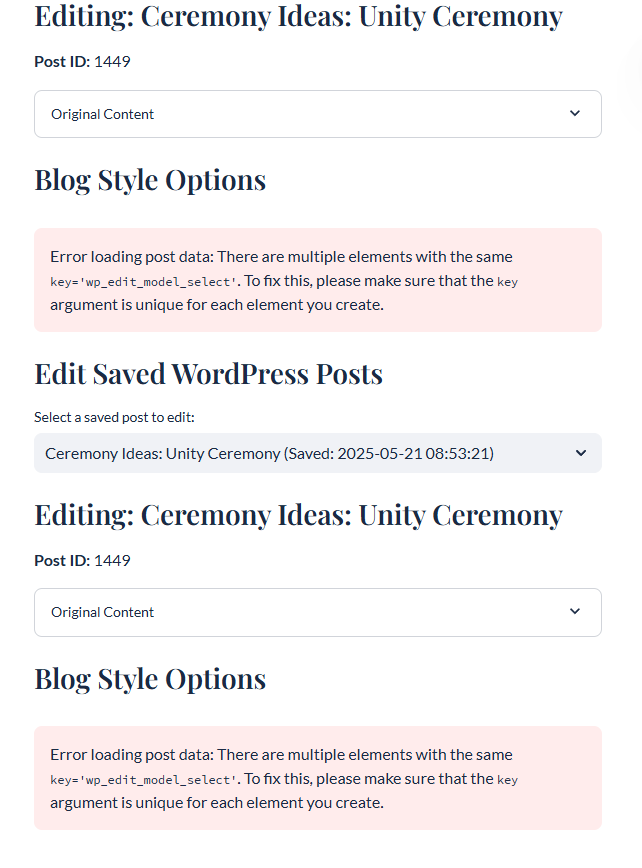 Editing: Ceremony Ideas: Unity Ceremony
Post ID: 1449
Original Content
Blog Style Options
Error loading post data: There are multiple elements with the same
key='wp_edit_model_select'. To fix this, please make sure that the key
argument is unique for each element you create.
Edit Saved WordPress Posts
Select a saved post to edit:
Ceremony Ideas: Unity Ceremony (Saved: 2025-05-21 08:53:21)
Editing: Ceremony Ideas: Unity Ceremony
Post ID: 1449
Original Content
Blog Style Options
Error loading post data: There are multiple elements with the same
key='wp_edit_model_select'. To fix this, please make sure that the key
argument is unique for each element you create.